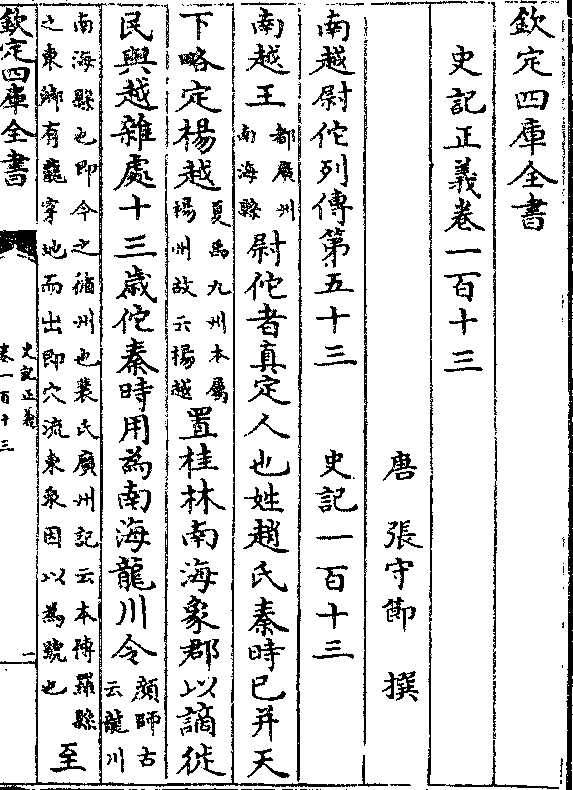 欽定四庫全書
史記正義卷一百十三
唐 張守節 撰
南越尉佗列傳第五十三 史記一百十三
南越王都廣州南海縣尉佗者真定人也姓趙氏秦時已并天
下略定楊越夏禹九州本屬楊州故云楊越置桂林南海象郡以謫徙
民與越雜處十三歲佗秦時用為南海龍川令顔師古云龍川
南海縣也即今之循州也裴氏廣州記云本博羅縣之東鄉有龍穿地而出即穴流東泉因以為號也至
欽定四庫全書
史記正義
卷一百十三
一